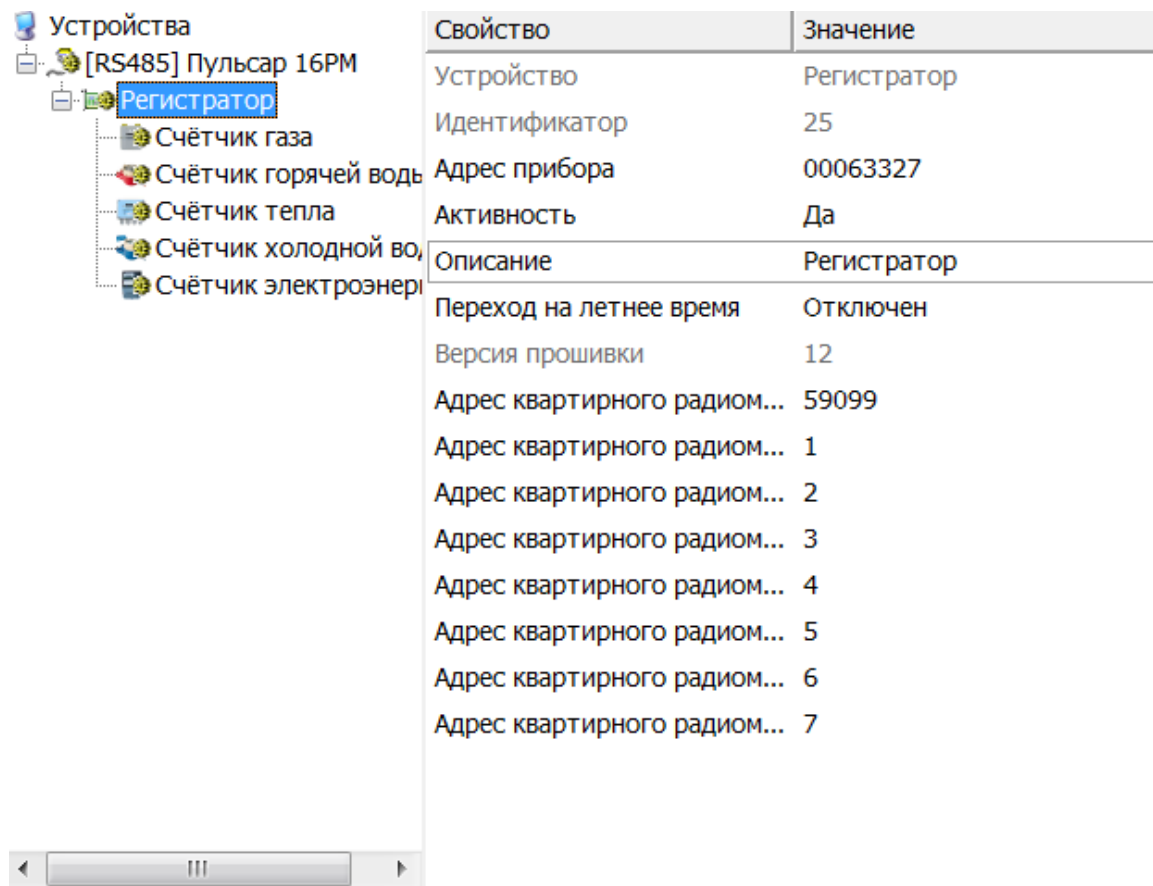 Устройства
[RS485] Пульсар 16РМ
Регистратор
Счётчик газа
Счётчик горячей воды
Счётчик тепла
Счётчик холодной во
Счётчик электроэнер
Свойство Значение
Устройство Регистратор
Идентификатор 25
Адрес прибора 00063327
Активность Да
Описание Регистратор
Переход на летнее время Отключен
Версия прошивки 12
Адрес квартирного радиом... 59099
Адрес квартирного радиом... 1
Адрес квартирного радиом... 2
Адрес квартирного радиом... 3
Адрес квартирного радиом... 4
Адрес квартирного радиом... 5
Адрес квартирного радиом... 6
Адрес квартирного радиом... 7